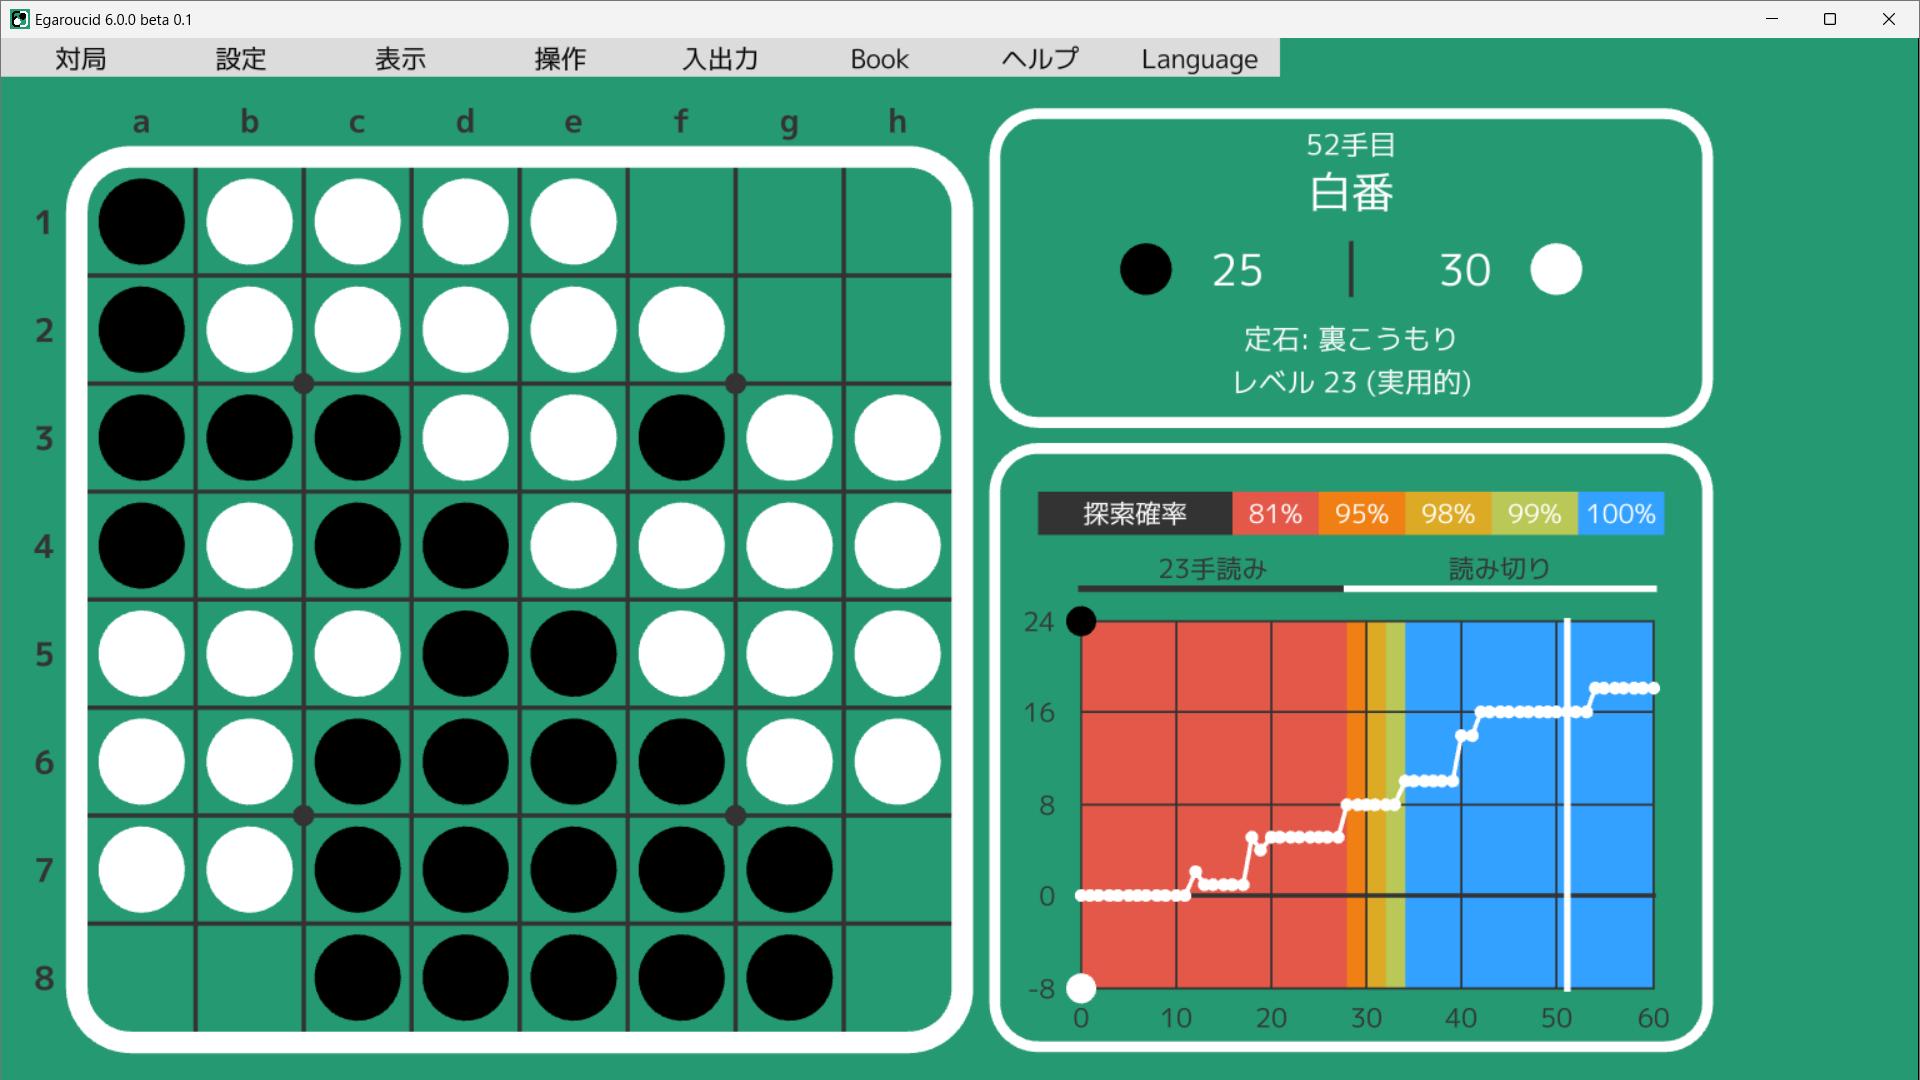 Egaroucid 6.0.0 beta 0.1
対局 設定 表示 操作 入出力 Book ヘルプ Language
a b c d e f g h
1
2
3
4
5
6
7
8
52手目
白番
25 30
定石: 裏こうもり
レベル 23 (実用的)
探索確率 81% 95% 98% 99% 100%
23手読み 読み切り
24
16
8
0
-8
0 10 20 30 40 50 60